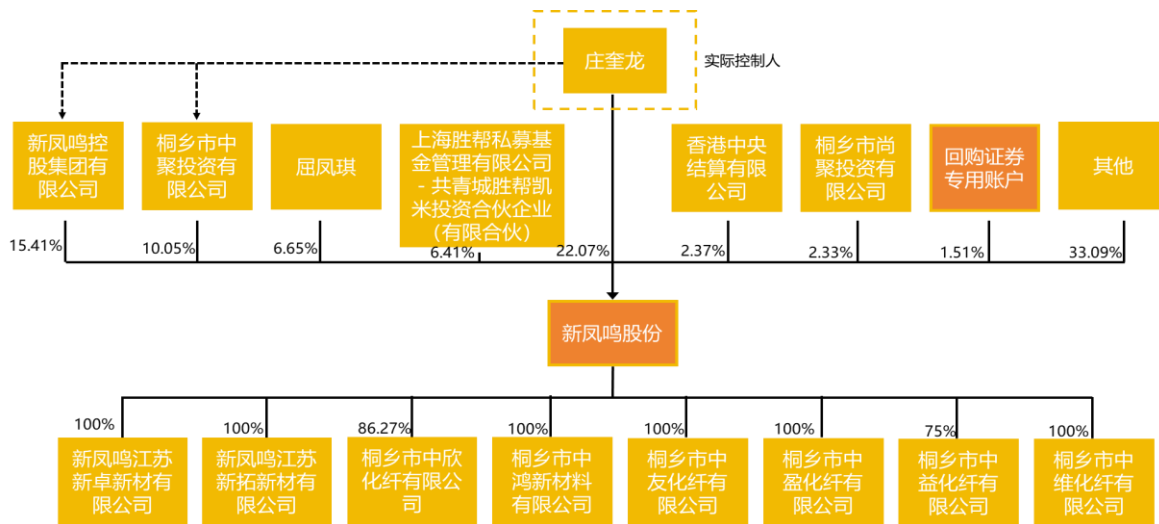 庄奎龙
实际控制人
新凤鸣控
股集团有
限公司
桐乡市中
聚投资有
限公司
屈凤琪
上海胜帮私募基
金管理有限公司
- 共青城胜帮凯
米投资合伙企业
（有限合伙）
香港中央
结算有限
公司
桐乡市尚
聚投资有
限公司
回购证券
专用账户
其他
15.41%
10.05%
6.65%
6.41%
22.07%
2.37%
2.33%
1.51%
33.09%
新凤鸣股份
100%
100%
86.27%
100%
100%
100%
75%
100%
新凤鸣江苏
新卓新材有
限公司
新凤鸣江苏
新拓新材有
限公司
桐乡市中欣
化纤有限公
司
桐乡市中
鸿新材料
有限公司
桐乡市中
友化纤有
限公司
桐乡市中
盈化纤有
限公司
桐乡市中
益化纤有
限公司
桐乡市中
维化纤有
限公司